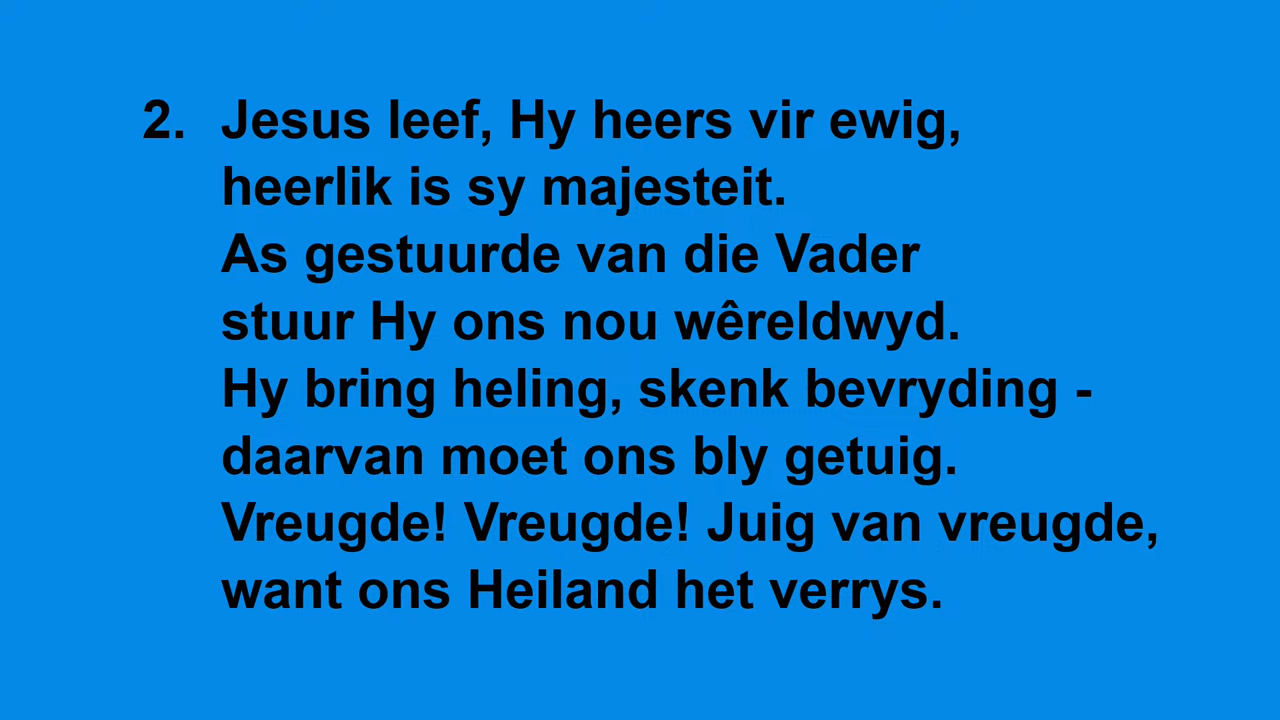 2. Jesus leef, Hy heers vir ewig,
heerlik is sy majesteit.
As gestuurde van die Vader
stuur Hy ons nou wêreldwyd.
Hy bring heling, skenk bevryding -
daarvan moet ons bly getuig.
Vreugde! Vreugde! Juig van vreugde,
want ons Heiland het verrys.